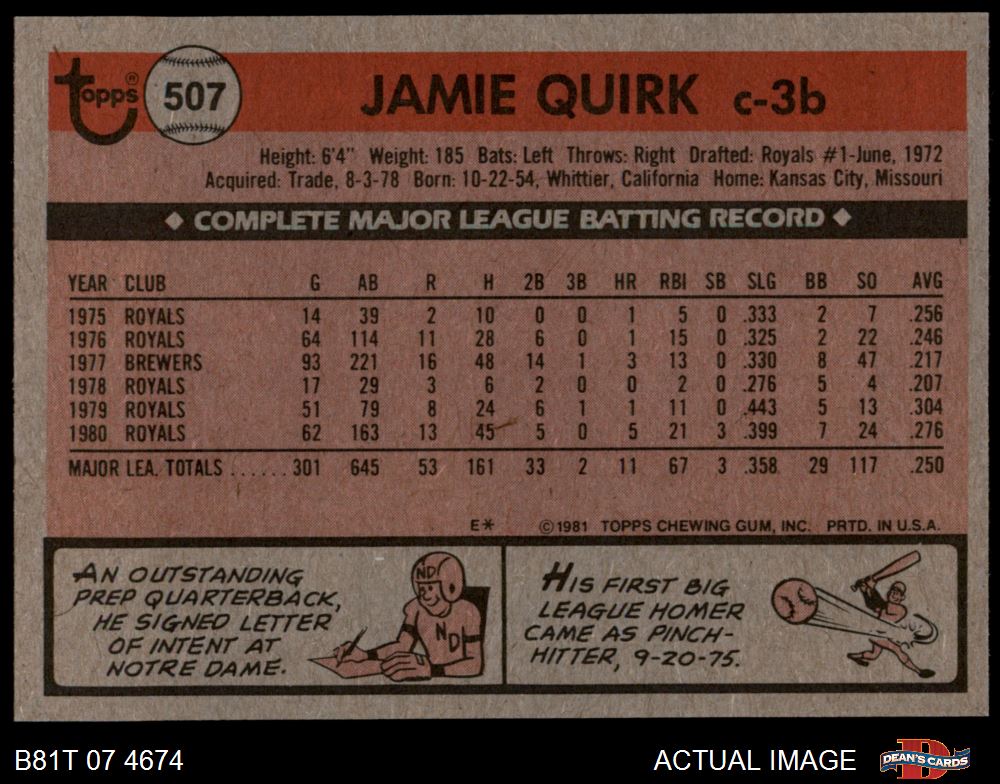 Topps® 507 JAMIE QUIRK c-3b
Height: 6'4" Weight: 185 Bats: Left Throws: Right Drafted: Royals #1-June, 1972
Acquired: Trade, 8-3-78 Born: 10-22-54, Whittier, California Home: Kansas City, Missouri
◆ COMPLETE MAJOR LEAGUE BATTING RECORD ◆
YEAR CLUB G AB R H 2B 3B HR RBI SB SLG BB SO AVG
1975 ROYALS 14 39 2 10 0 0 1 5 0 .333 2 7 .256
1976 ROYALS 64 114 11 28 6 0 1 15 0 .325 2 22 .246
1977 BREWERS 93 221 16 48 14 1 3 13 0 .330 8 47 .217
1978 ROYALS 17 29 3 6 2 0 0 2 0 .276 5 4 .207
1979 ROYALS 51 79 8 24 6 1 1 11 0 .443 5 13 .304
1980 ROYALS 62 163 13 45 5 0 5 21 3 .399 7 24 .276
MAJOR LEA. TOTALS ...... 301 645 53 161 33 2 11 67 3 .358 29 117 .250
E* ©1981 TOPPS CHEWING GUM, INC. PRTD. IN U.S.A.
AN OUTSTANDING
PREP QUARTERBACK,
HE SIGNED LETTER
OF INTENT AT
NOTRE DAME.
ND
ND
HIS FIRST BIG
LEAGUE HOMER
CAME AS PINCH-
HITTER, 9-20-75.
B81T 07 4674 ACTUAL IMAGE D DEAN'S CARDS